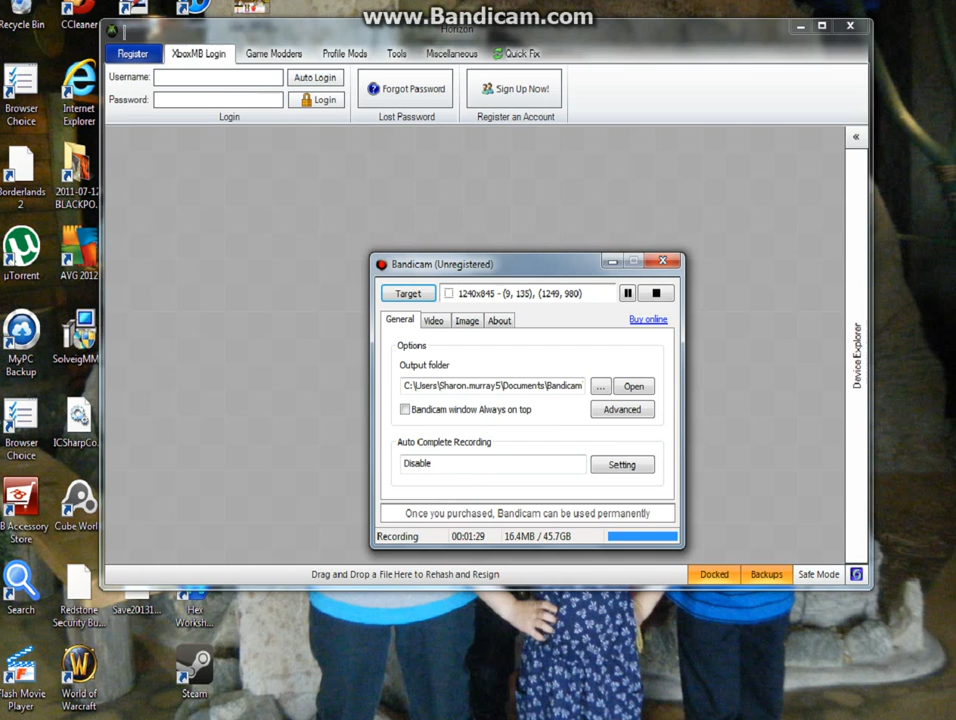 www.Bandicam.com
Recycle Bin
CCleaner
Horizon
Register
XboxMB Login
Game Modders
Profile Mods
Tools
Miscellaneous
Quick Fix
Username:
Auto Login
Password:
Login
Login
Forgot Password
Lost Password
Sign Up Now!
Register an Account
«
Device Explorer
Browser
Choice
Internet
Explorer
Borderlands
2
2011-07-12
BLACKPO...
µTorrent
AVG 2012
MyPC
Backup
SolveigMM
Browser
Choice
ICSharpCo...
B Accessory
Store
Cube Worl
Search
Redstone
Security Bu...
Save20131...
Hex
Worksh...
Flash Movie
Player
World of
Warcraft
Steam
Bandicam (Unregistered)
Target
1240x845 - (9, 135), (1249, 980)
General
Video
Image
About
Buy online
Options
Output folder
C:\Users\Sharon.murray5\Documents\Bandicam
...
Open
Bandicam window Always on top
Advanced
Auto Complete Recording
Disable
Setting
Once you purchased, Bandicam can be used permanently
Recording
00:01:29
16.4MB / 45.7GB
Drag and Drop a File Here to Rehash and Resign
Docked
Backups
Safe Mode